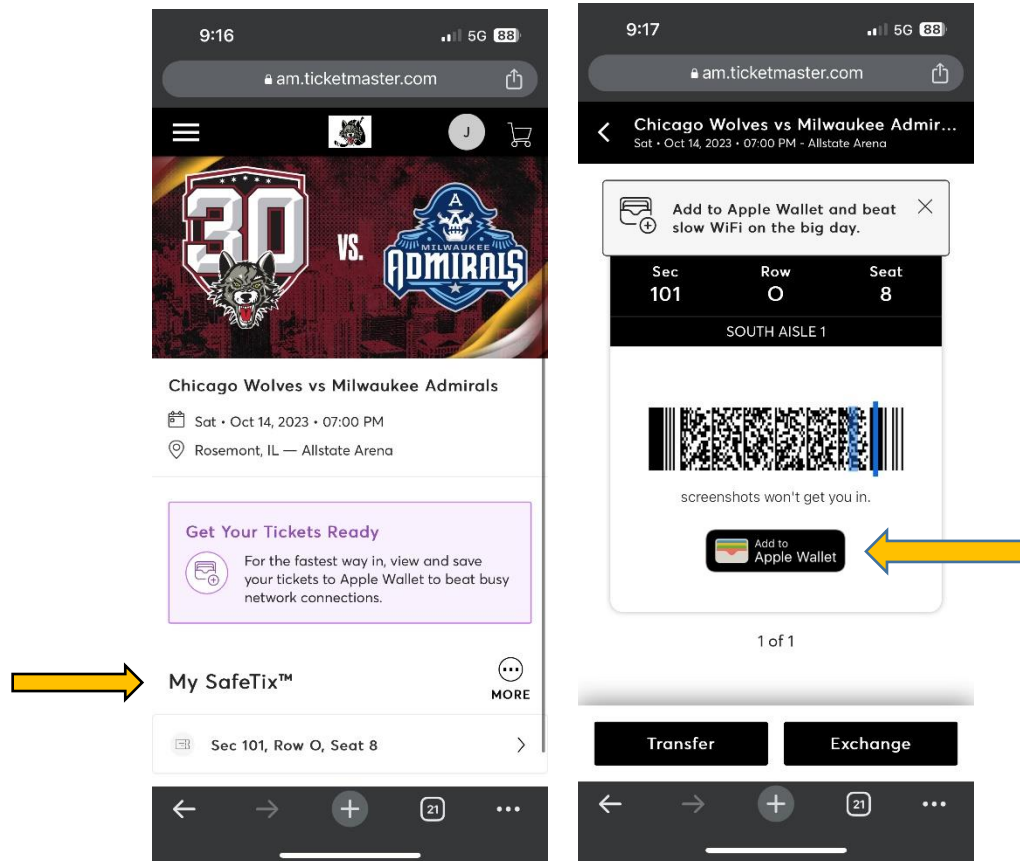 9:16
5G 88
am.ticketmaster.com
J
30
VS.
A
MILWAUKEE
ADMIRALS
Chicago Wolves vs Milwaukee Admirals
Sat • Oct 14, 2023 • 07:00 PM
Rosemont, IL — Allstate Arena
Get Your Tickets Ready
For the fastest way in, view and save
your tickets to Apple Wallet to beat busy
network connections.
My SafeTix™
MORE
Sec 101, Row O, Seat 8
21
9:17
5G 88
am.ticketmaster.com
Chicago Wolves vs Milwaukee Admir...
Sat • Oct 14, 2023 • 07:00 PM - Allstate Arena
Add to Apple Wallet and beat
slow WiFi on the big day.
Sec Row Seat
101 O 8
SOUTH AISLE 1
screenshots won't get you in.
Add to
Apple Wallet
1 of 1
Transfer Exchange
21